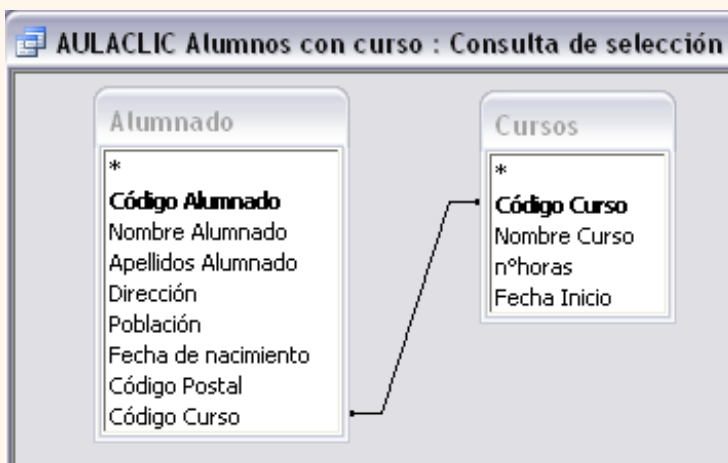 AULACLIC Alumnos con curso : Consulta de selección
Alumnado
*
Código Alumnado
Nombre Alumnado
Apellidos Alumnado
Dirección
Población
Fecha de nacimiento
Código Postal
Código Curso
Cursos
*
Código Curso
Nombre Curso
nºhoras
Fecha Inicio